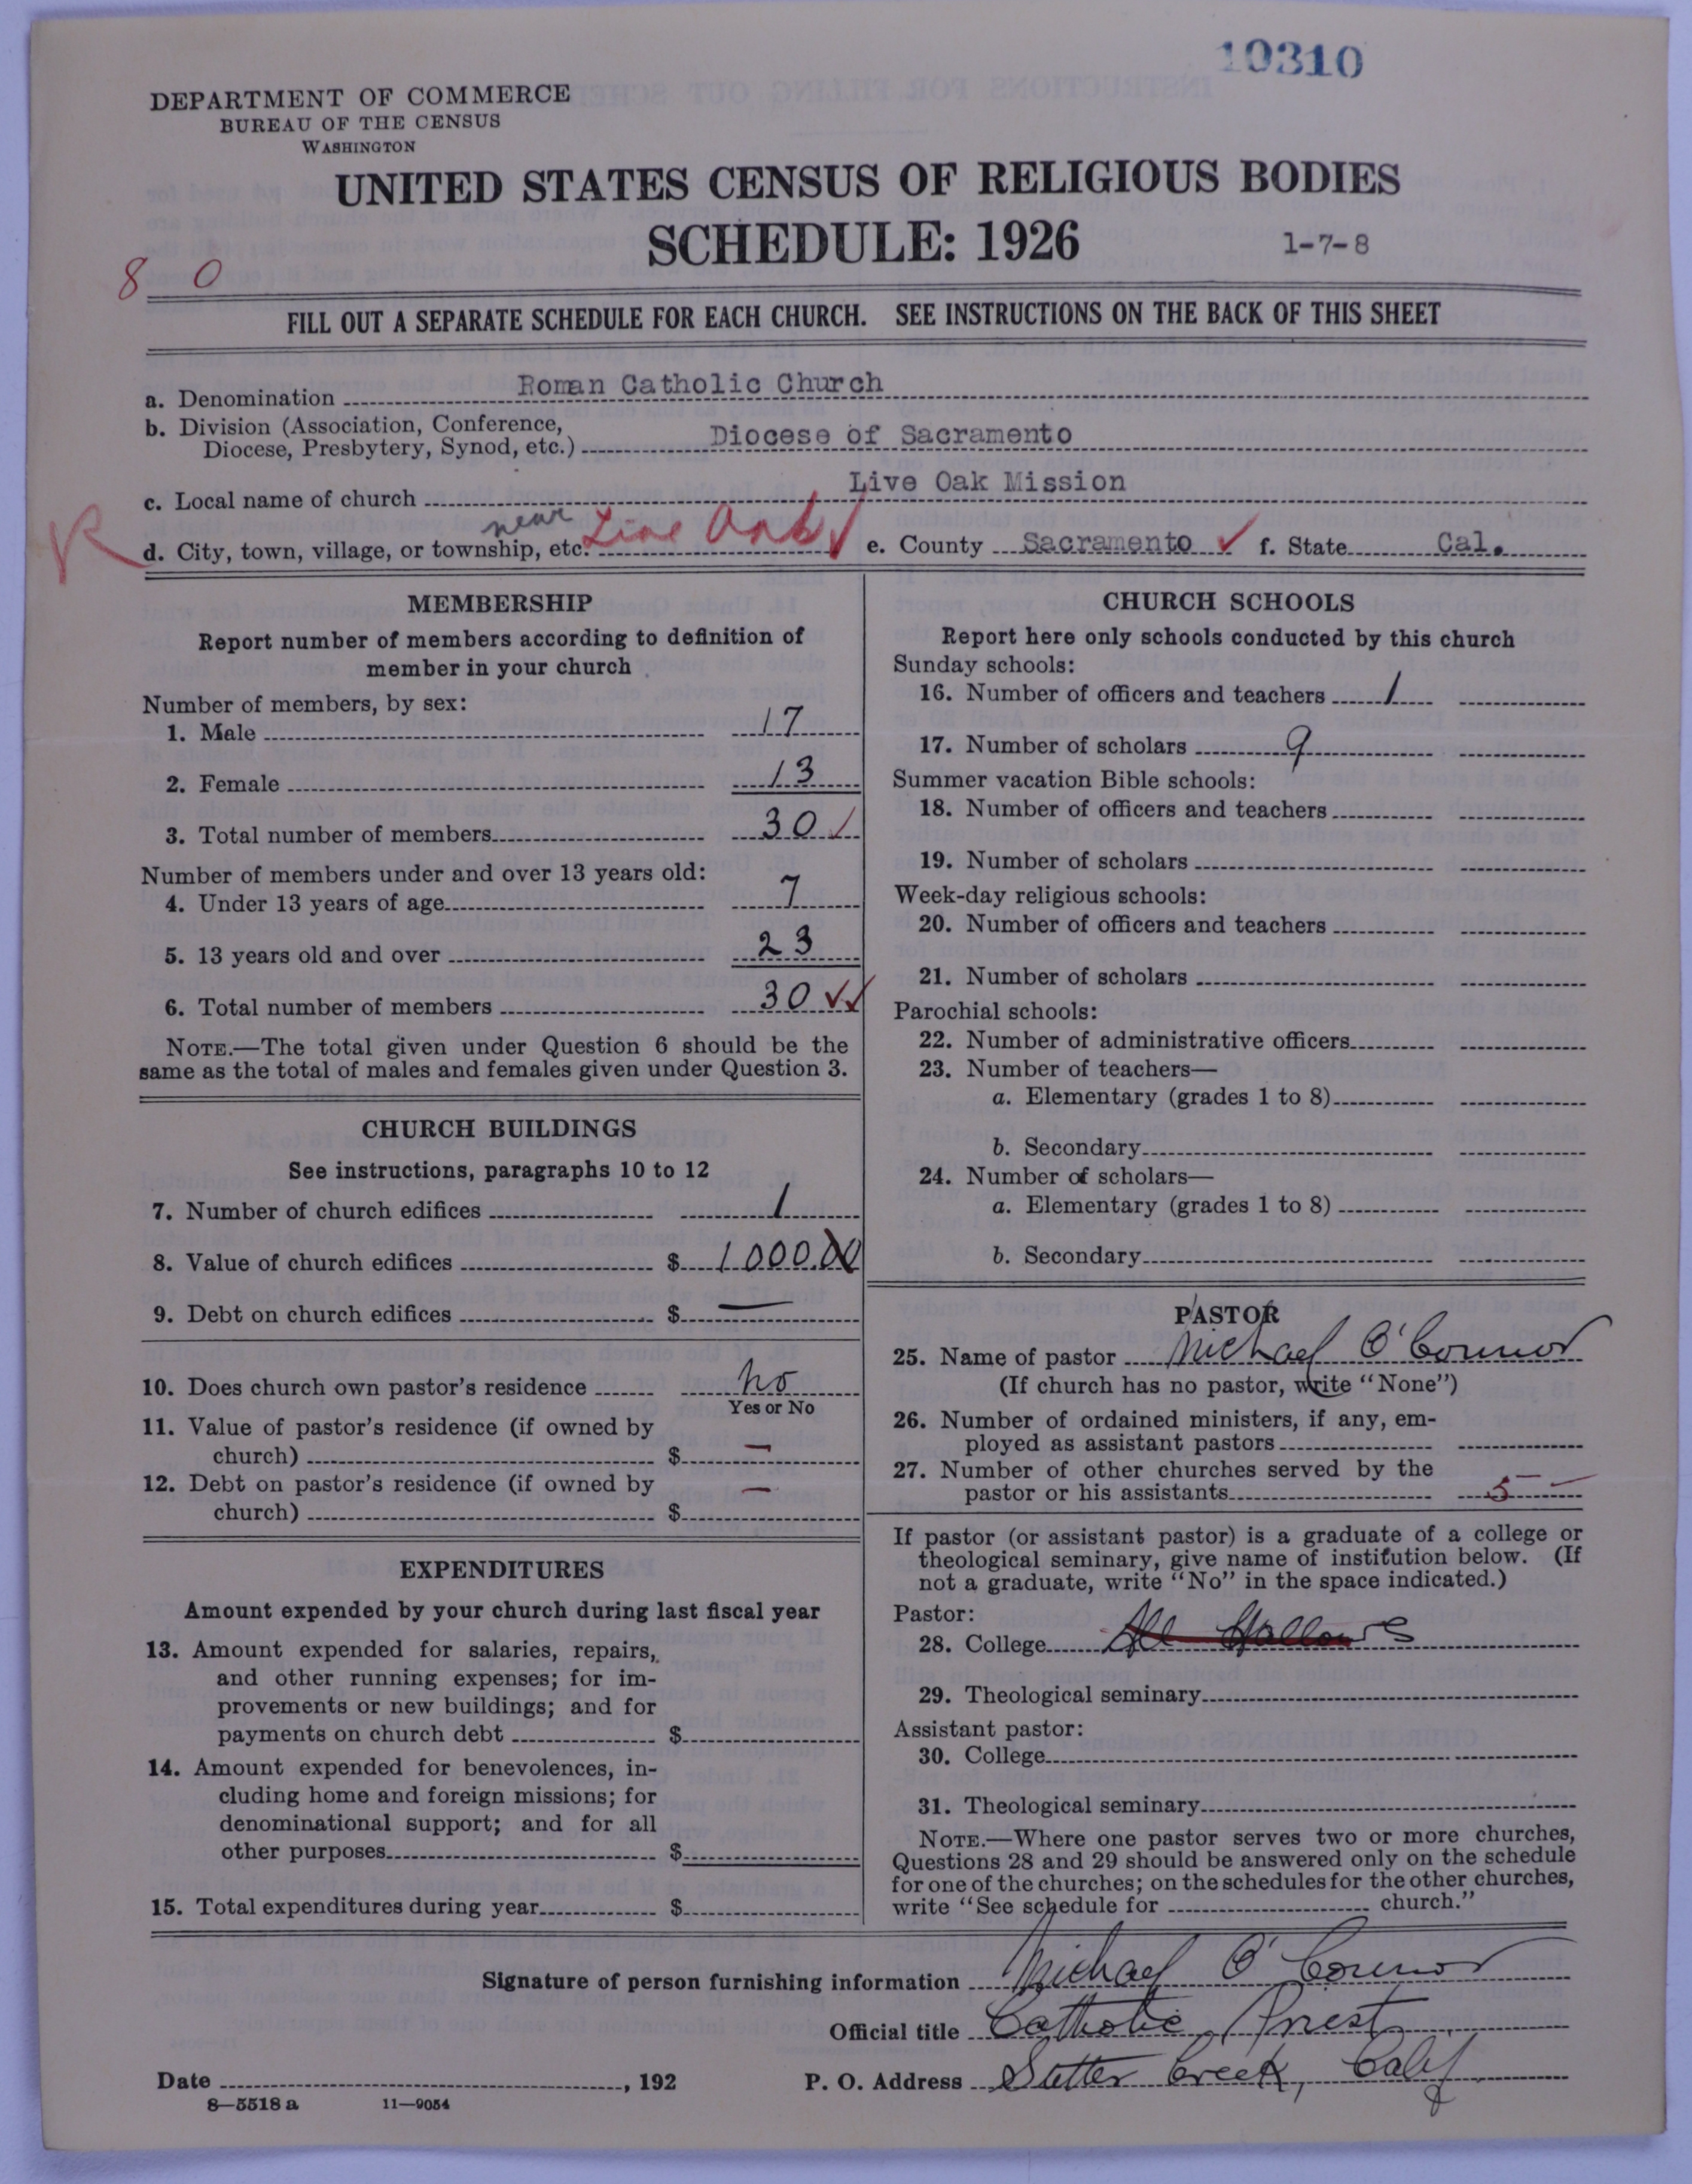 10310
DEPARTMENT OF COMMERCE
BUREAU OF THE CENSUS
WASHINGTON
UNITED STATES CENSUS OF RELIGIOUS BODIES
SCHEDULE: 1926
1-7-8
8 0
FILL OUT A SEPARATE SCHEDULE FOR EACH CHURCH. SEE INSTRUCTIONS ON THE BACK OF THIS SHEET
a. Denomination Roman Catholic Church
b. Division (Association, Conference,
Diocese, Presbytery, Synod, etc.) Diocese of Sacramento
c. Local name of church Live Oak Mission
R d. City, town, village, or township, etc. near Live Oak ✓ e. County Sacramento ✓ f. State Cal.
MEMBERSHIP
Report number of members according to definition of
member in your church
Number of members, by sex:
1. Male 17
2. Female 13
3. Total number of members 30 ✓
Number of members under and over 13 years old:
4. Under 13 years of age 7
5. 13 years old and over 23
6. Total number of members 30 ✓✓
NOTE.—The total given under Question 6 should be the
same as the total of males and females given under Question 3.
CHURCH BUILDINGS
See instructions, paragraphs 10 to 12
7. Number of church edifices 1
8. Value of church edifices $ 1000.00
9. Debt on church edifices $ —
10. Does church own pastor's residence no
Yes or No
11. Value of pastor's residence (if owned by
church) $ —
12. Debt on pastor's residence (if owned by
church) $ —
EXPENDITURES
Amount expended by your church during last fiscal year
13. Amount expended for salaries, repairs,
and other running expenses; for im-
provements or new buildings; and for
payments on church debt $
14. Amount expended for benevolences, in-
cluding home and foreign missions; for
denominational support; and for all
other purposes $
15. Total expenditures during year $
CHURCH SCHOOLS
Report here only schools conducted by this church
Sunday schools:
16. Number of officers and teachers 1
17. Number of scholars 9
Summer vacation Bible schools:
18. Number of officers and teachers
19. Number of scholars
Week-day religious schools:
20. Number of officers and teachers
21. Number of scholars
Parochial schools:
22. Number of administrative officers
23. Number of teachers—
a. Elementary (grades 1 to 8)
b. Secondary
24. Number of scholars—
a. Elementary (grades 1 to 8)
b. Secondary
PASTOR
25. Name of pastor Michael O'Connor
(If church has no pastor, write "None")
26. Number of ordained ministers, if any, em-
ployed as assistant pastors
27. Number of other churches served by the
pastor or his assistants 5
If pastor (or assistant pastor) is a graduate of a college or
theological seminary, give name of institution below. (If
not a graduate, write "No" in the space indicated.)
Pastor:
28. College All Hallows
29. Theological seminary
Assistant pastor:
30. College
31. Theological seminary
NOTE.—Where one pastor serves two or more churches,
Questions 28 and 29 should be answered only on the schedule
for one of the churches; on the schedules for the other churches,
write "See schedule for church."
Signature of person furnishing information Michael O'Connor
Official title Catholic Priest
Date , 192 P. O. Address Sutter Creek, Calif
8—5518 a 11—9054